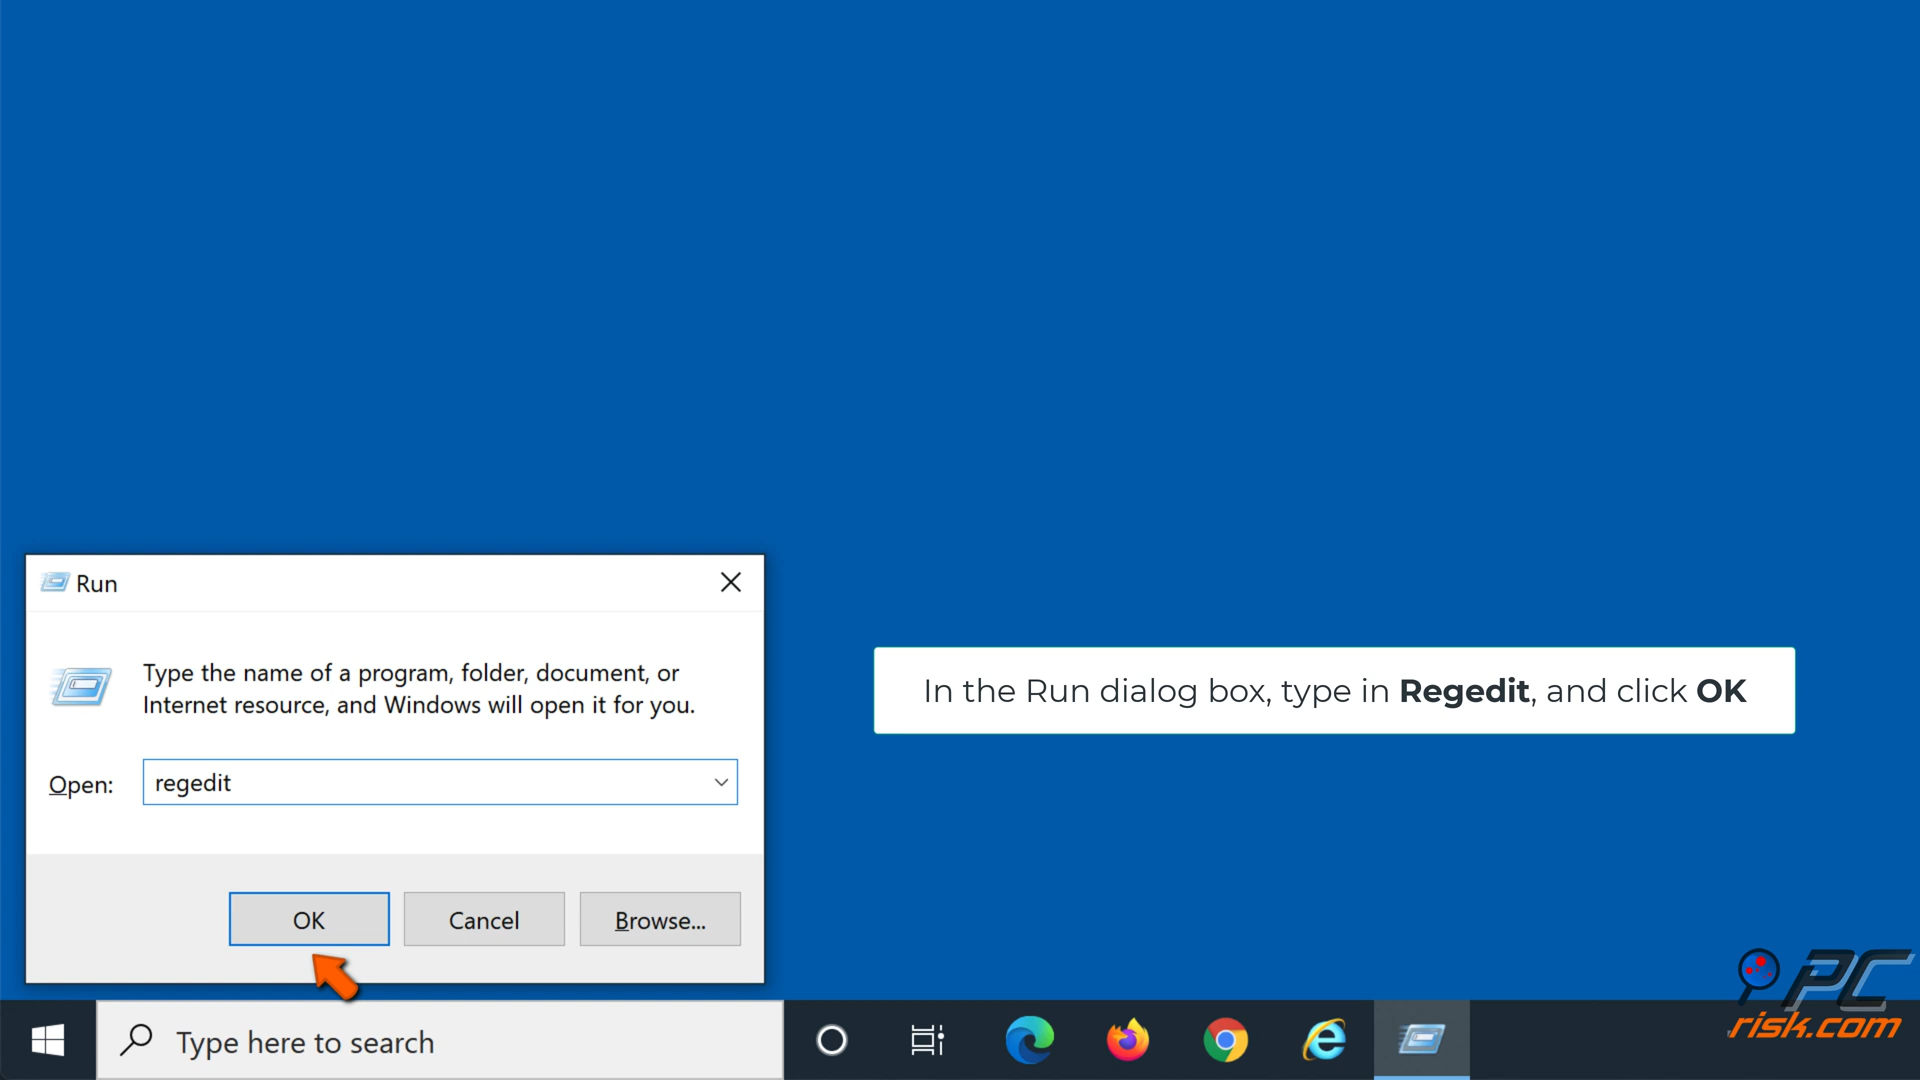 Run
Type the name of a program, folder, document, or
Internet resource, and Windows will open it for you.
Open:
regedit
OK
Cancel
Browse...
In the Run dialog box, type in Regedit, and click OK
Type here to search
PC
risk.com